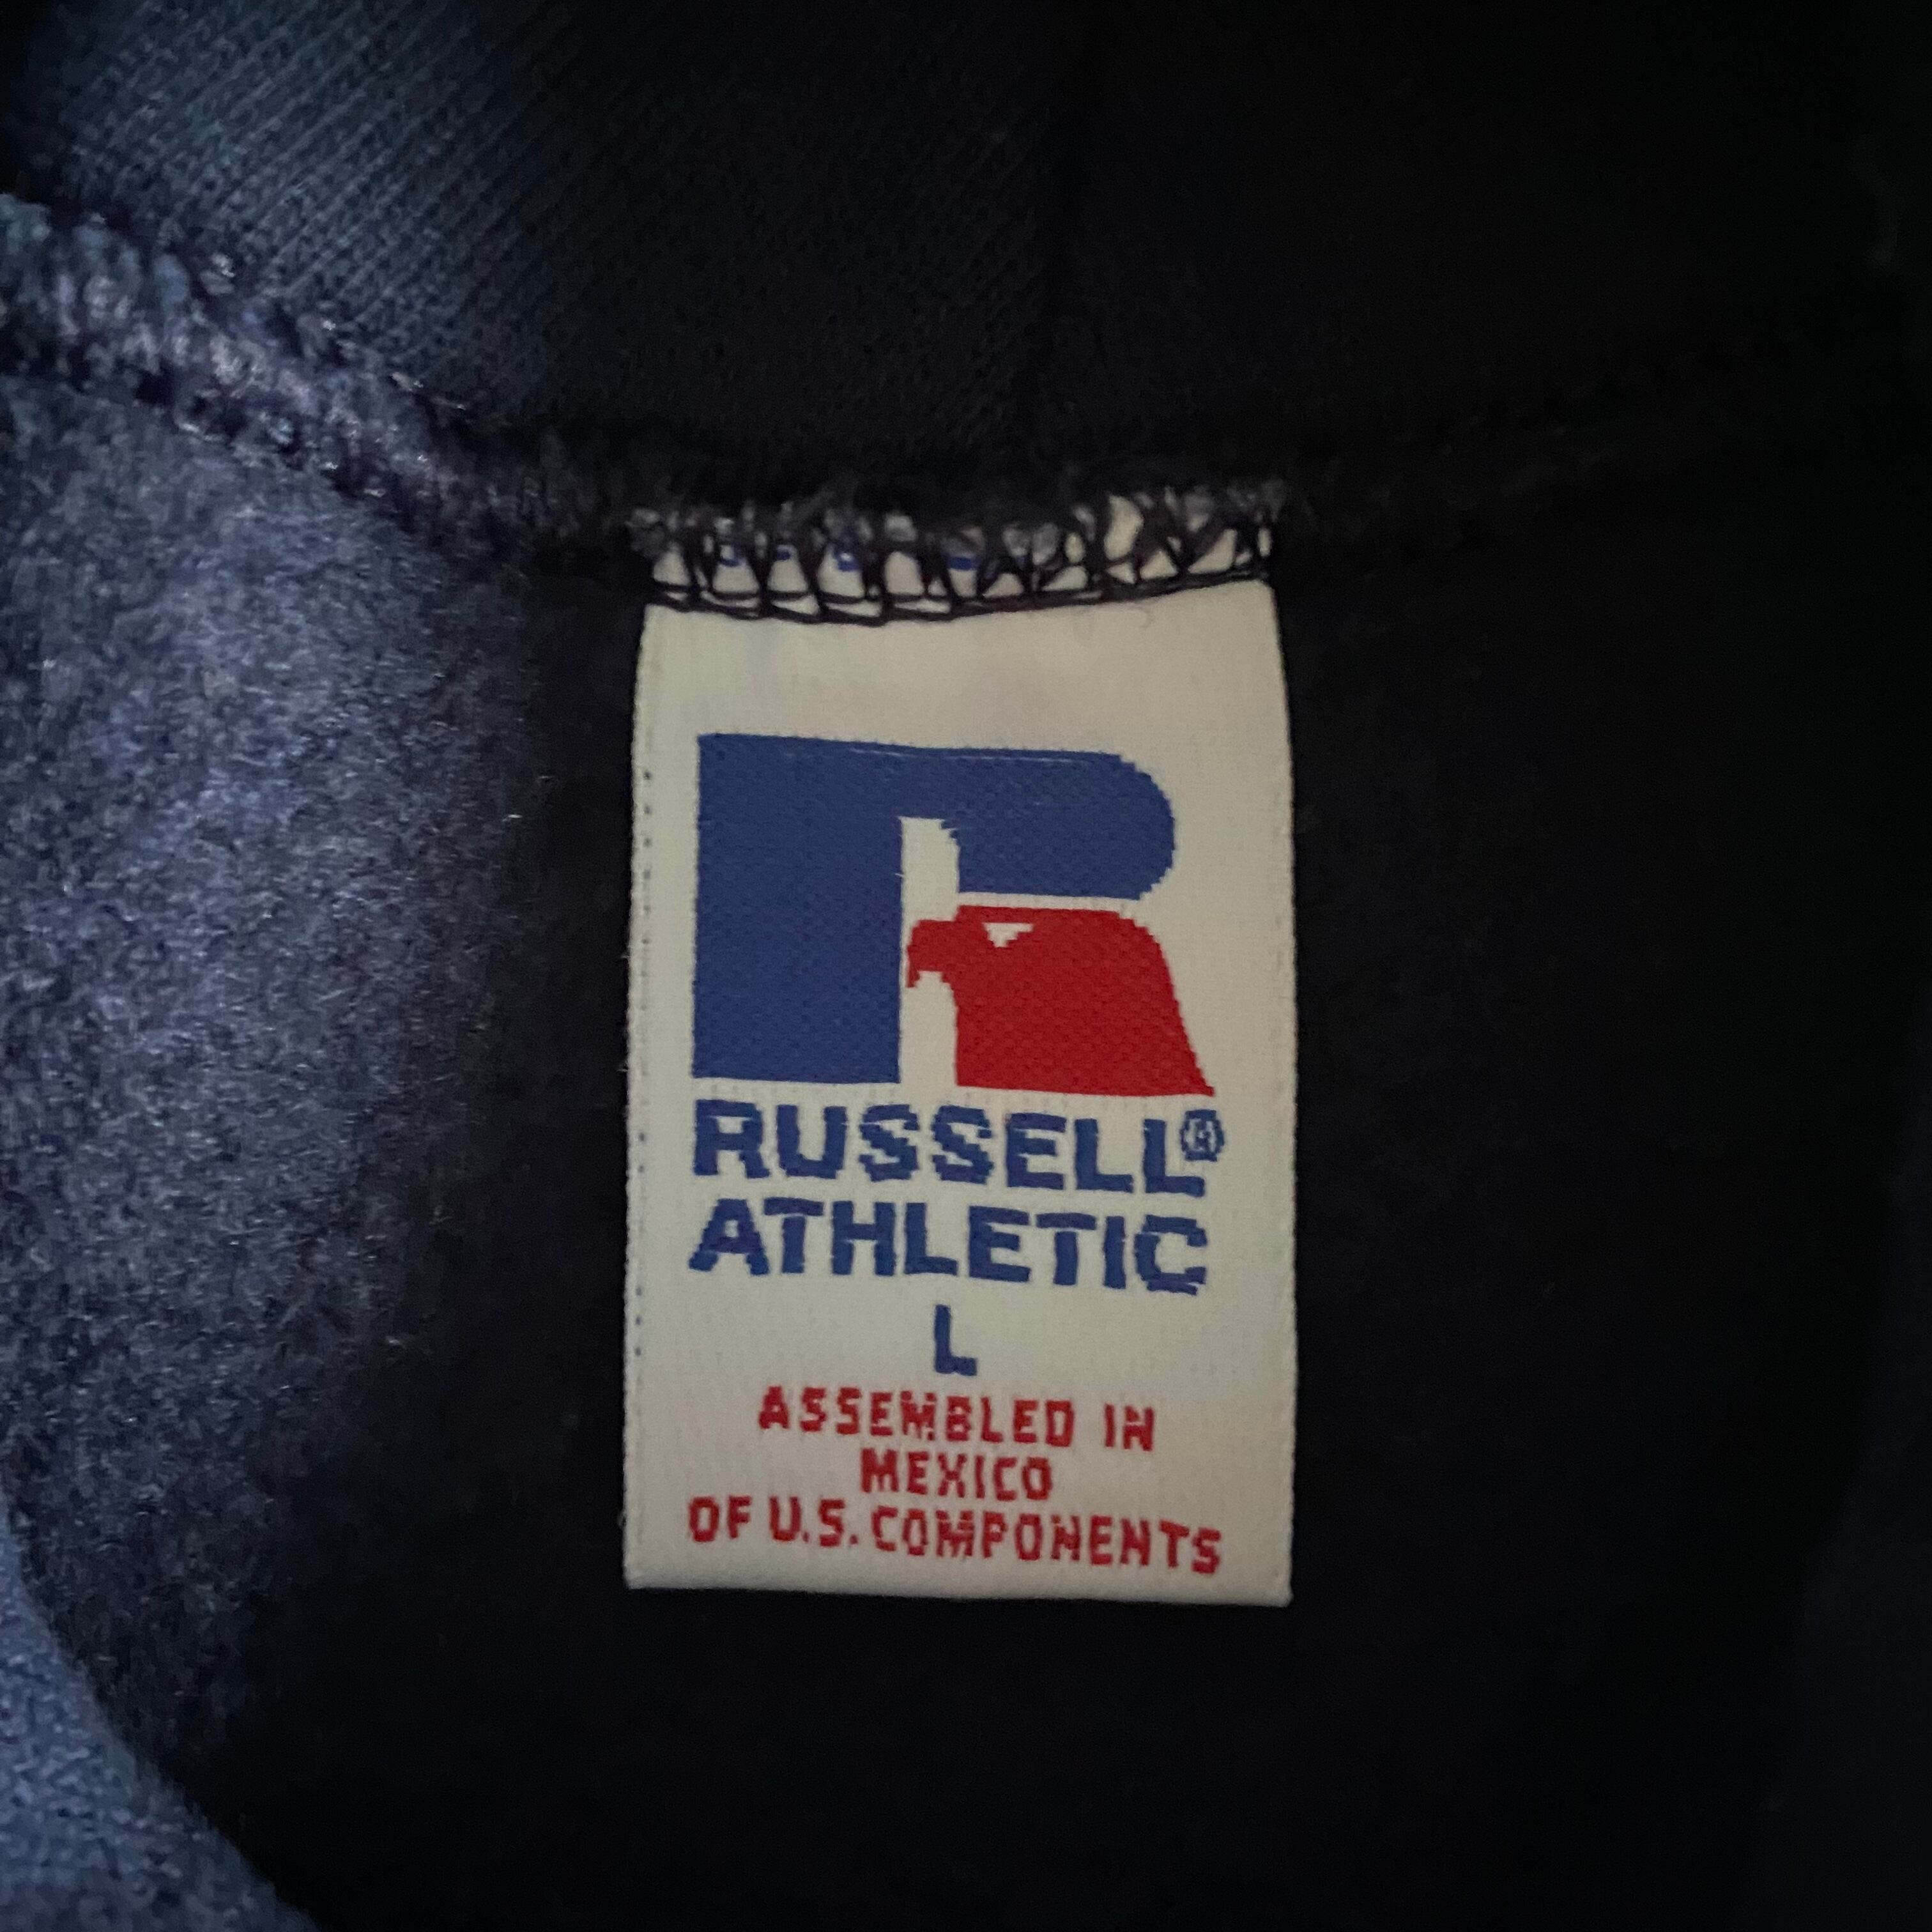 RUSSELL®
ATHLETIC
L
ASSEMBLED IN
MEXICO
OF U.S. COMPONENTS